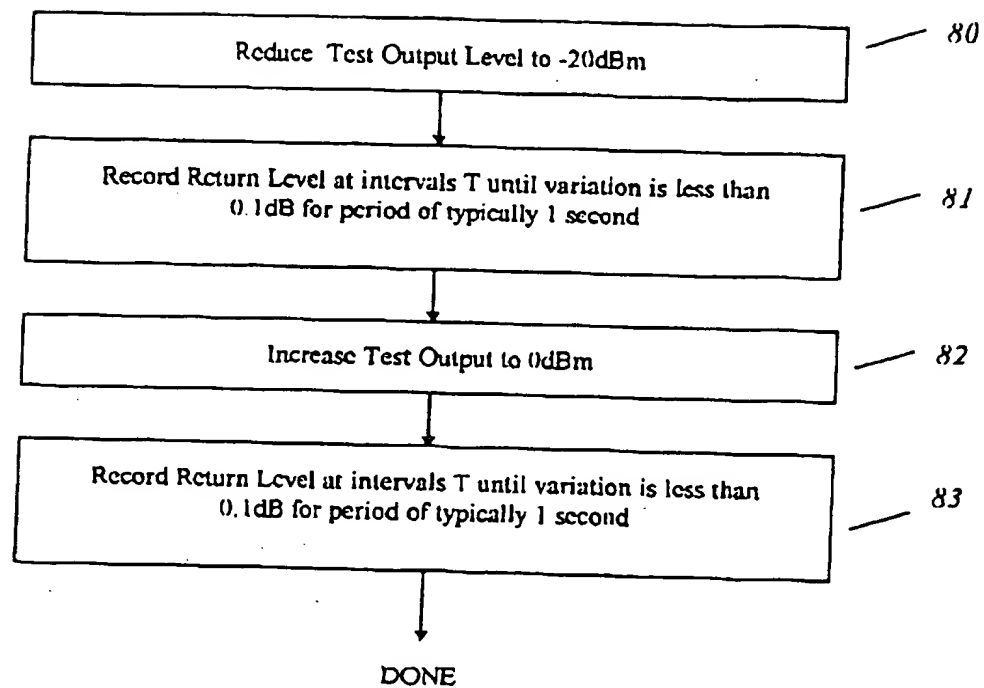 Reduce Test Output Level to -20dBm
80
Record Return Level at intervals T until variation is less than
0.1dB for period of typically 1 second
81
Increase Test Output to 0dBm
82
Record Return Level at intervals T until variation is less than
0.1dB for period of typically 1 second
83
DONE